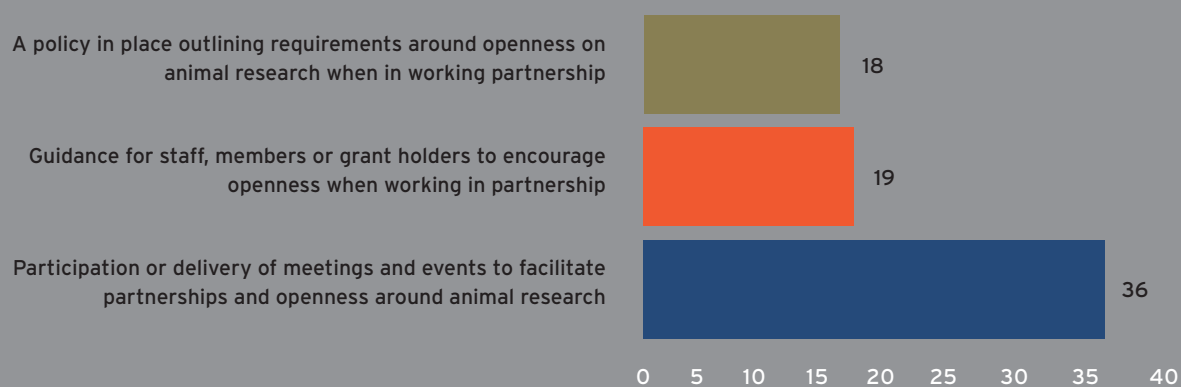 A policy in place outlining requirements around openness on
animal research when in working partnership
18
Guidance for staff, members or grant holders to encourage
openness when working in partnership
19
Participation or delivery of meetings and events to facilitate
partnerships and openness around animal research
36
0 5 10 15 20 25 30 35 40